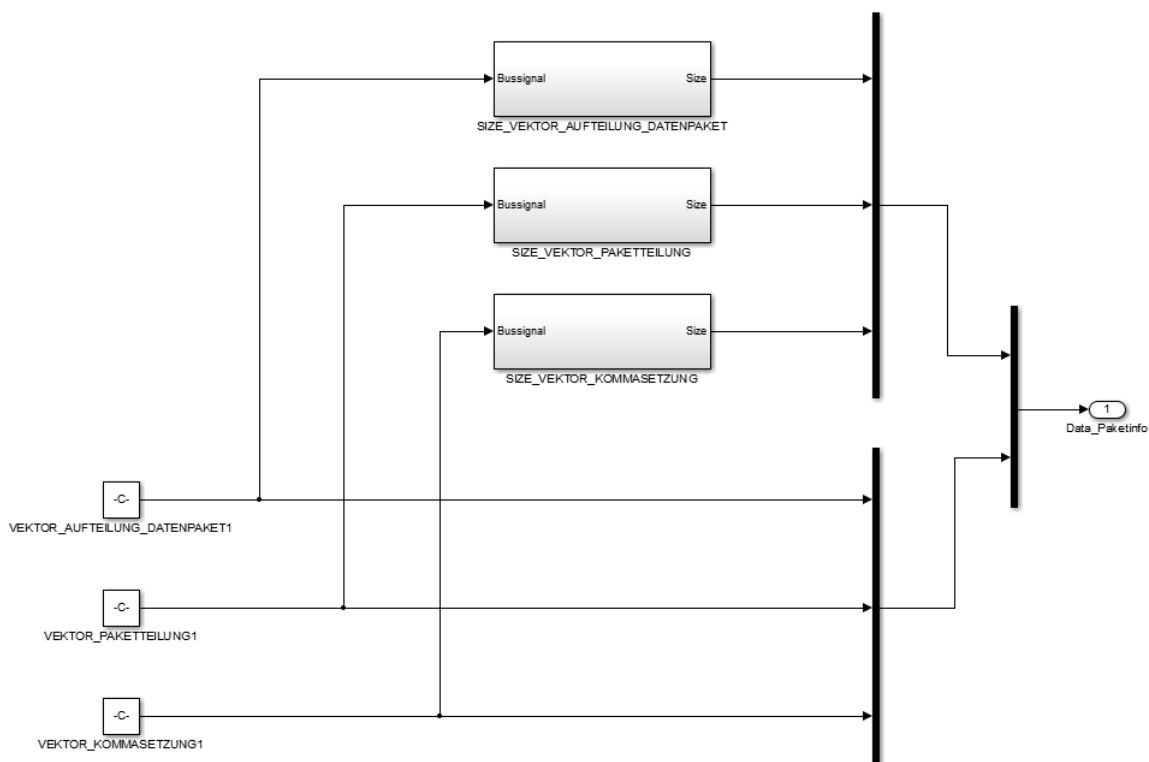 Bussignal Size
SIZE_VEKTOR_AUFTEILUNG_DATENPAKET
Bussignal Size
SIZE_VEKTOR_PAKETTEILUNG
Bussignal Size
SIZE_VEKTOR_KOMMASETZUNG
1
Data_Paketinfo
-C-
VEKTOR_AUFTEILUNG_DATENPAKET1
-C-
VEKTOR_PAKETTEILUNG1
-C-
VEKTOR_KOMMASETZUNG1